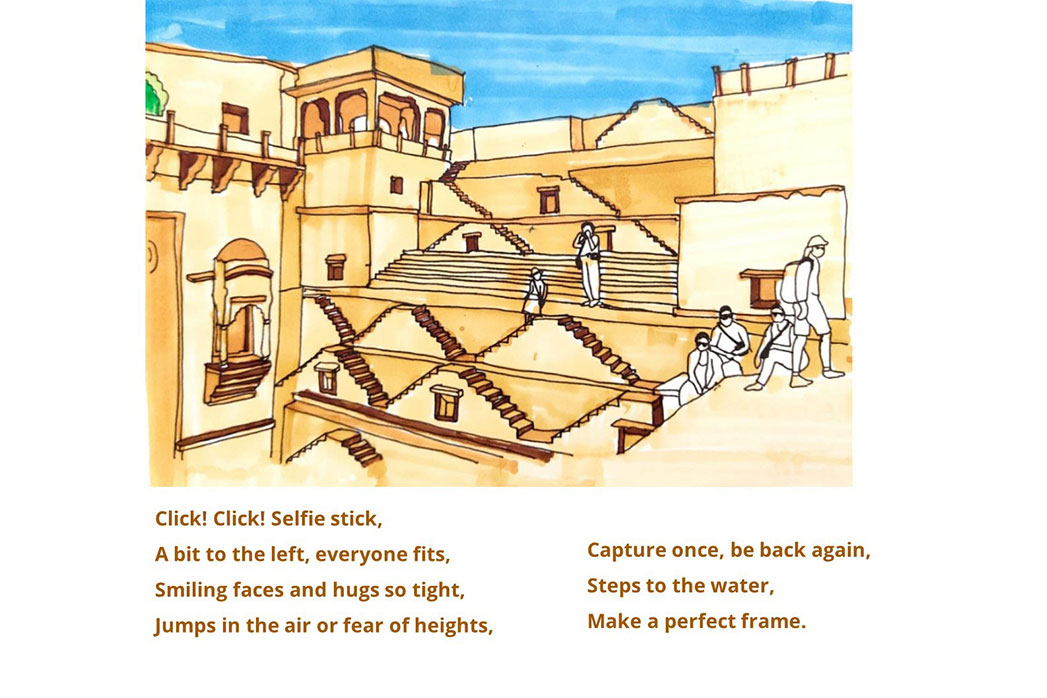 Click! Click! Selfie stick,
A bit to the left, everyone fits,
Smiling faces and hugs so tight,
Jumps in the air or fear of heights,
Capture once, be back again,
Steps to the water,
Make a perfect frame.